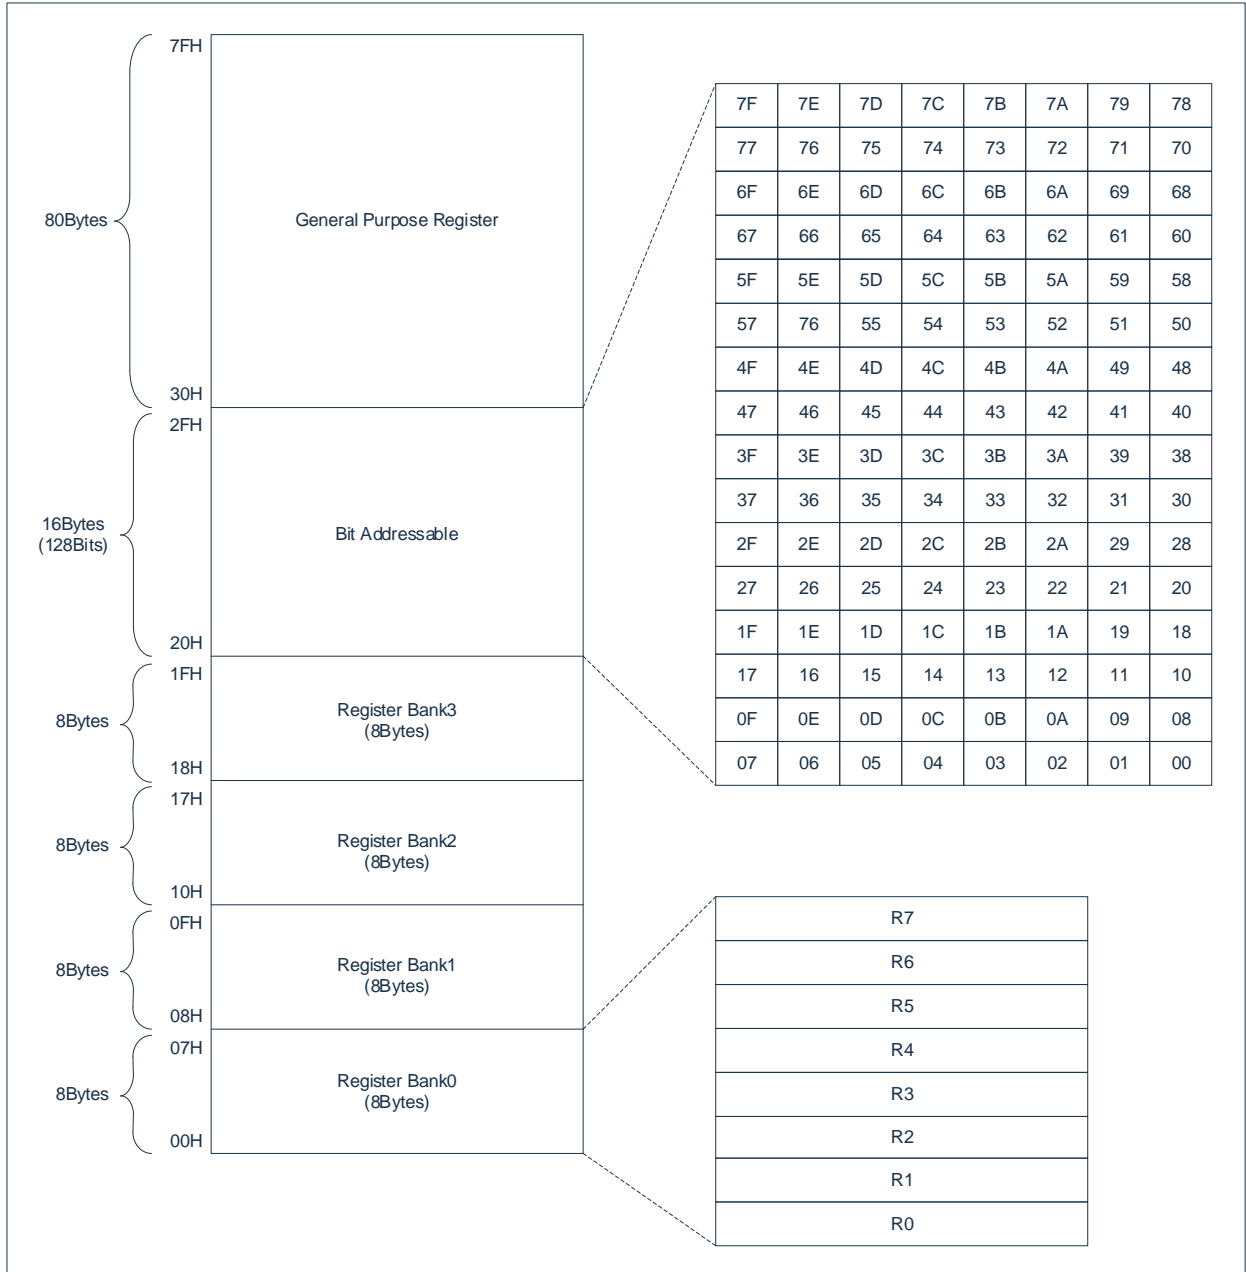 7FH
80Bytes
General Purpose Register
30H
2FH
16Bytes
(128Bits)
Bit Addressable
20H
1FH
8Bytes
Register Bank3
(8Bytes)
18H
17H
8Bytes
Register Bank2
(8Bytes)
10H
0FH
8Bytes
Register Bank1
(8Bytes)
08H
07H
8Bytes
Register Bank0
(8Bytes)
00H
7F 7E 7D 7C 7B 7A 79 78
77 76 75 74 73 72 71 70
6F 6E 6D 6C 6B 6A 69 68
67 66 65 64 63 62 61 60
5F 5E 5D 5C 5B 5A 59 58
57 76 55 54 53 52 51 50
4F 4E 4D 4C 4B 4A 49 48
47 46 45 44 43 42 41 40
3F 3E 3D 3C 3B 3A 39 38
37 36 35 34 33 32 31 30
2F 2E 2D 2C 2B 2A 29 28
27 26 25 24 23 22 21 20
1F 1E 1D 1C 1B 1A 19 18
17 16 15 14 13 12 11 10
0F 0E 0D 0C 0B 0A 09 08
07 06 05 04 03 02 01 00
R7
R6
R5
R4
R3
R2
R1
R0